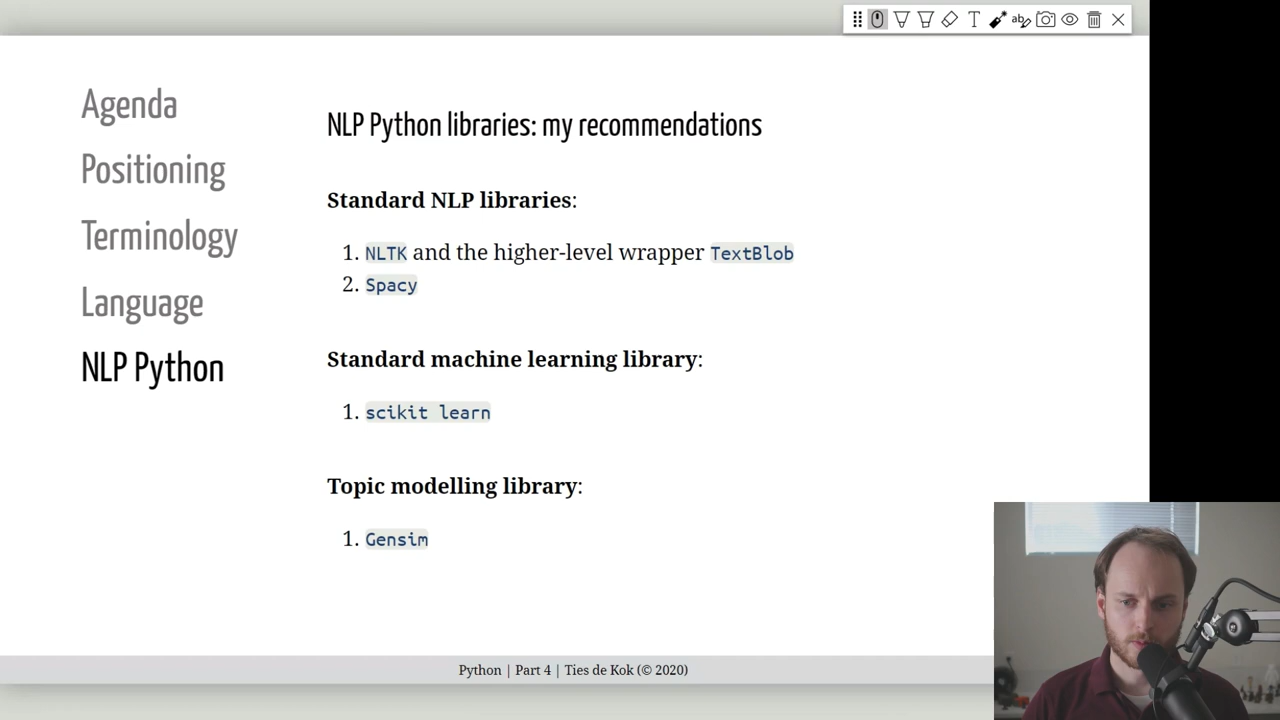 Agenda
Positioning
Terminology
Language
NLP Python
NLP Python libraries: my recommendations
Standard NLP libraries:
1. NLTK and the higher-level wrapper TextBlob
2. Spacy
Standard machine learning library:
1. scikit learn
Topic modelling library:
1. Gensim
Python | Part 4 | Ties de Kok (© 2020)